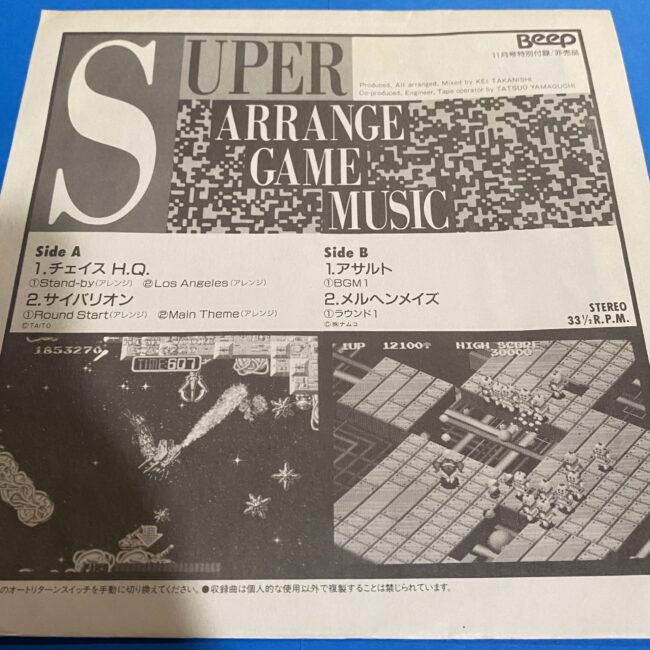 SUPER
ARRANGE
GAME
MUSIC
Beep
11月号特別付録/非売品
Produced, All arranged, Mixed by KEI TAKANISHI
Co-produced, Engineer, Tape operator by TATSUO YAMAGUCHI
Side A
1.チェイス H.Q.
①Stand-by(アレンジ) ②Los Angeles(アレンジ)
2.サイバリオン
①Round Start(アレンジ) ②Main Theme(アレンジ)
©TAITO
Side B
1.アサルト
①BGM1
2.メルヘンメイズ
①ラウンド1
©㈱ナムコ
STEREO
33⅓R.P.M.
1853270
TIME 607
1UP 12100↑ HIGH SCORE
30000
のオートリターンスイッチを手動に切り換えてください。●収録曲は個人的な使用以外で複製することは禁じられています。